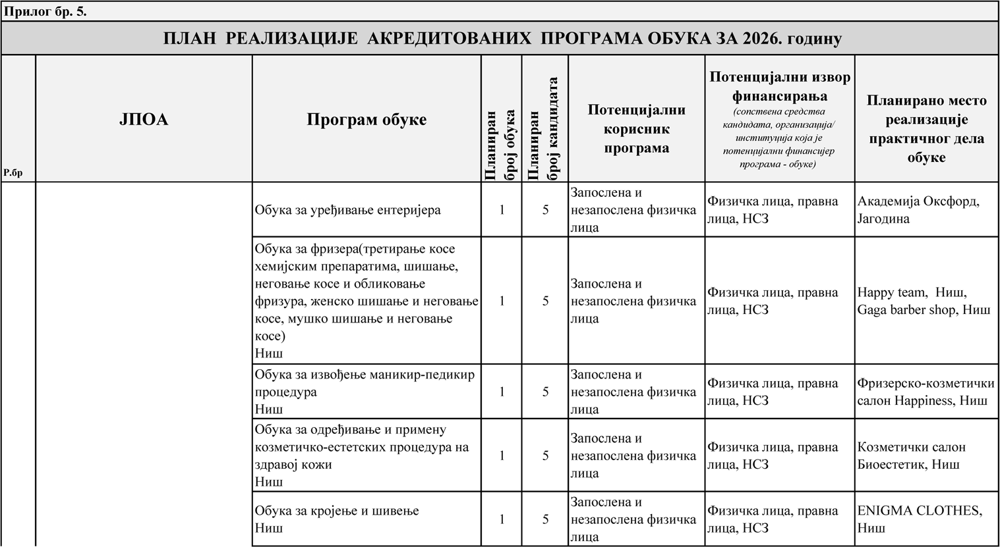 Прилог бр. 5.
ПЛАН РЕАЛИЗАЦИЈЕ АКРЕДИТОВАНИХ ПРОГРАМА ОБУКА ЗА 2026. годину
Р.бр
ЈПОА
Програм обуке
Планиран
број обука
Планиран
број кандидата
Потенцијални
корисник
програма
Потенцијални извор
финансирања
(сопствена средства
кандидата, организација/
институција која је
потенцијални финансијер
програма - обуке)
Планирано место
реализације
практичног дела
обуке
Обука за уређивање ентеријера
1
5
Запослена и
незапослена физичка
лица
Физичка лица, правна
лица, НСЗ
Академија Оксфорд,
Јагодина
Обука за фризера(третирање косе
хемијским препаратима, шишање,
неговање косе и обликовање
фризура, женско шишање и неговање
косе, мушко шишање и неговање
косе)
Ниш
1
5
Запослена и
незапослена физичка
лица
Физичка лица, правна
лица, НСЗ
Happy team, Ниш,
Gaga barber shop, Ниш
Обука за извођење маникир-педикир
процедура
Ниш
1
5
Запослена и
незапослена физичка
лица
Физичка лица, правна
лица, НСЗ
Фризерско-козметички
салон Happiness, Ниш
Обука за одређивање и примену
козметичко-естетских процедура на
здравој кожи
Ниш
1
5
Запослена и
незапослена физичка
лица
Физичка лица, правна
лица, НСЗ
Козметички салон
Биоестетик, Ниш
Обука за кројење и шивење
Ниш
1
5
Запослена и
незапослена физичка
лица
Физичка лица, правна
лица, НСЗ
ENIGMA CLOTHES,
Ниш